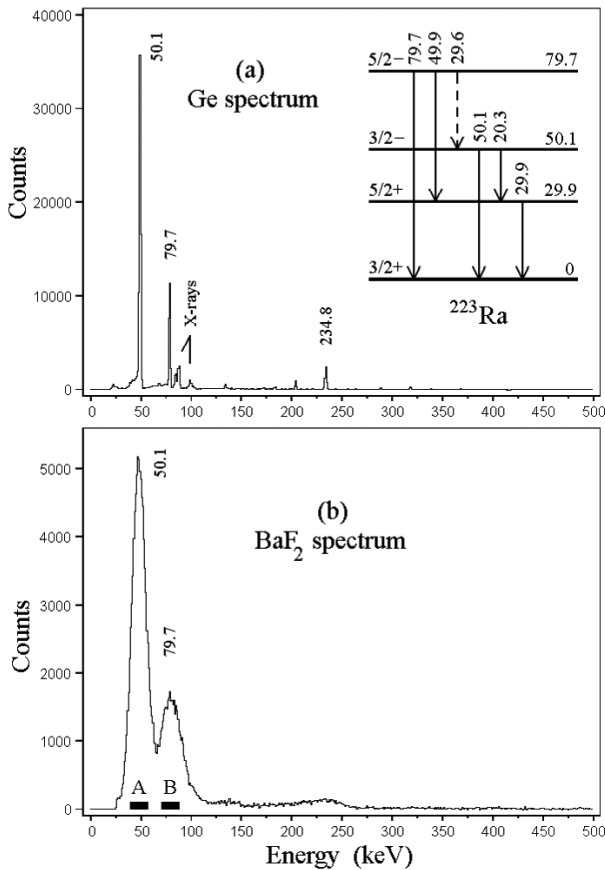 40000
30000
20000
10000
0
Counts
50.1
(a)
Ge spectrum
79.7
X-rays
234.8
5/2− 79.7 49.9 29.6 79.7
3/2− 50.1 20.3 50.1
5/2+ 29.9 29.9
3/2+ 0
²²³Ra
0 50 100 150 200 250 300 350 400 450 500
5000
4000
3000
2000
1000
0
Counts
50.1
(b)
BaF₂ spectrum
79.7
A B
0 50 100 150 200 250 300 350 400 450 500
Energy (keV)